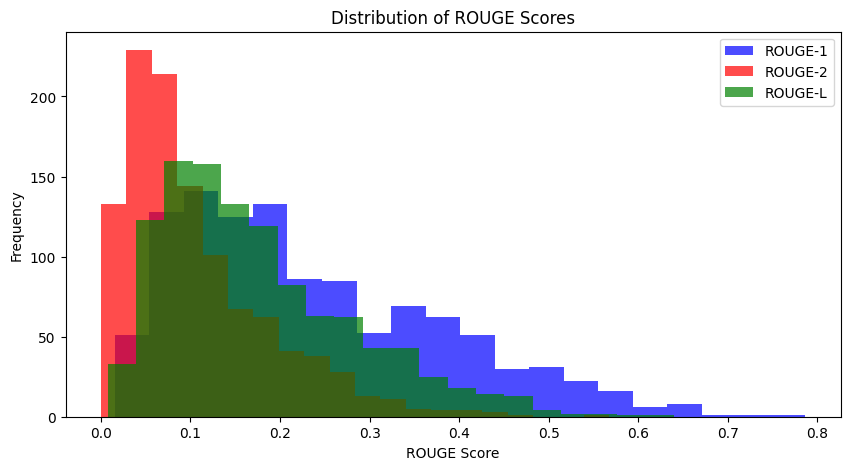 Distribution of ROUGE Scores
ROUGE-1
ROUGE-2
ROUGE-L
Frequency
200
150
100
50
0
0.0 0.1 0.2 0.3 0.4 0.5 0.6 0.7 0.8
ROUGE Score